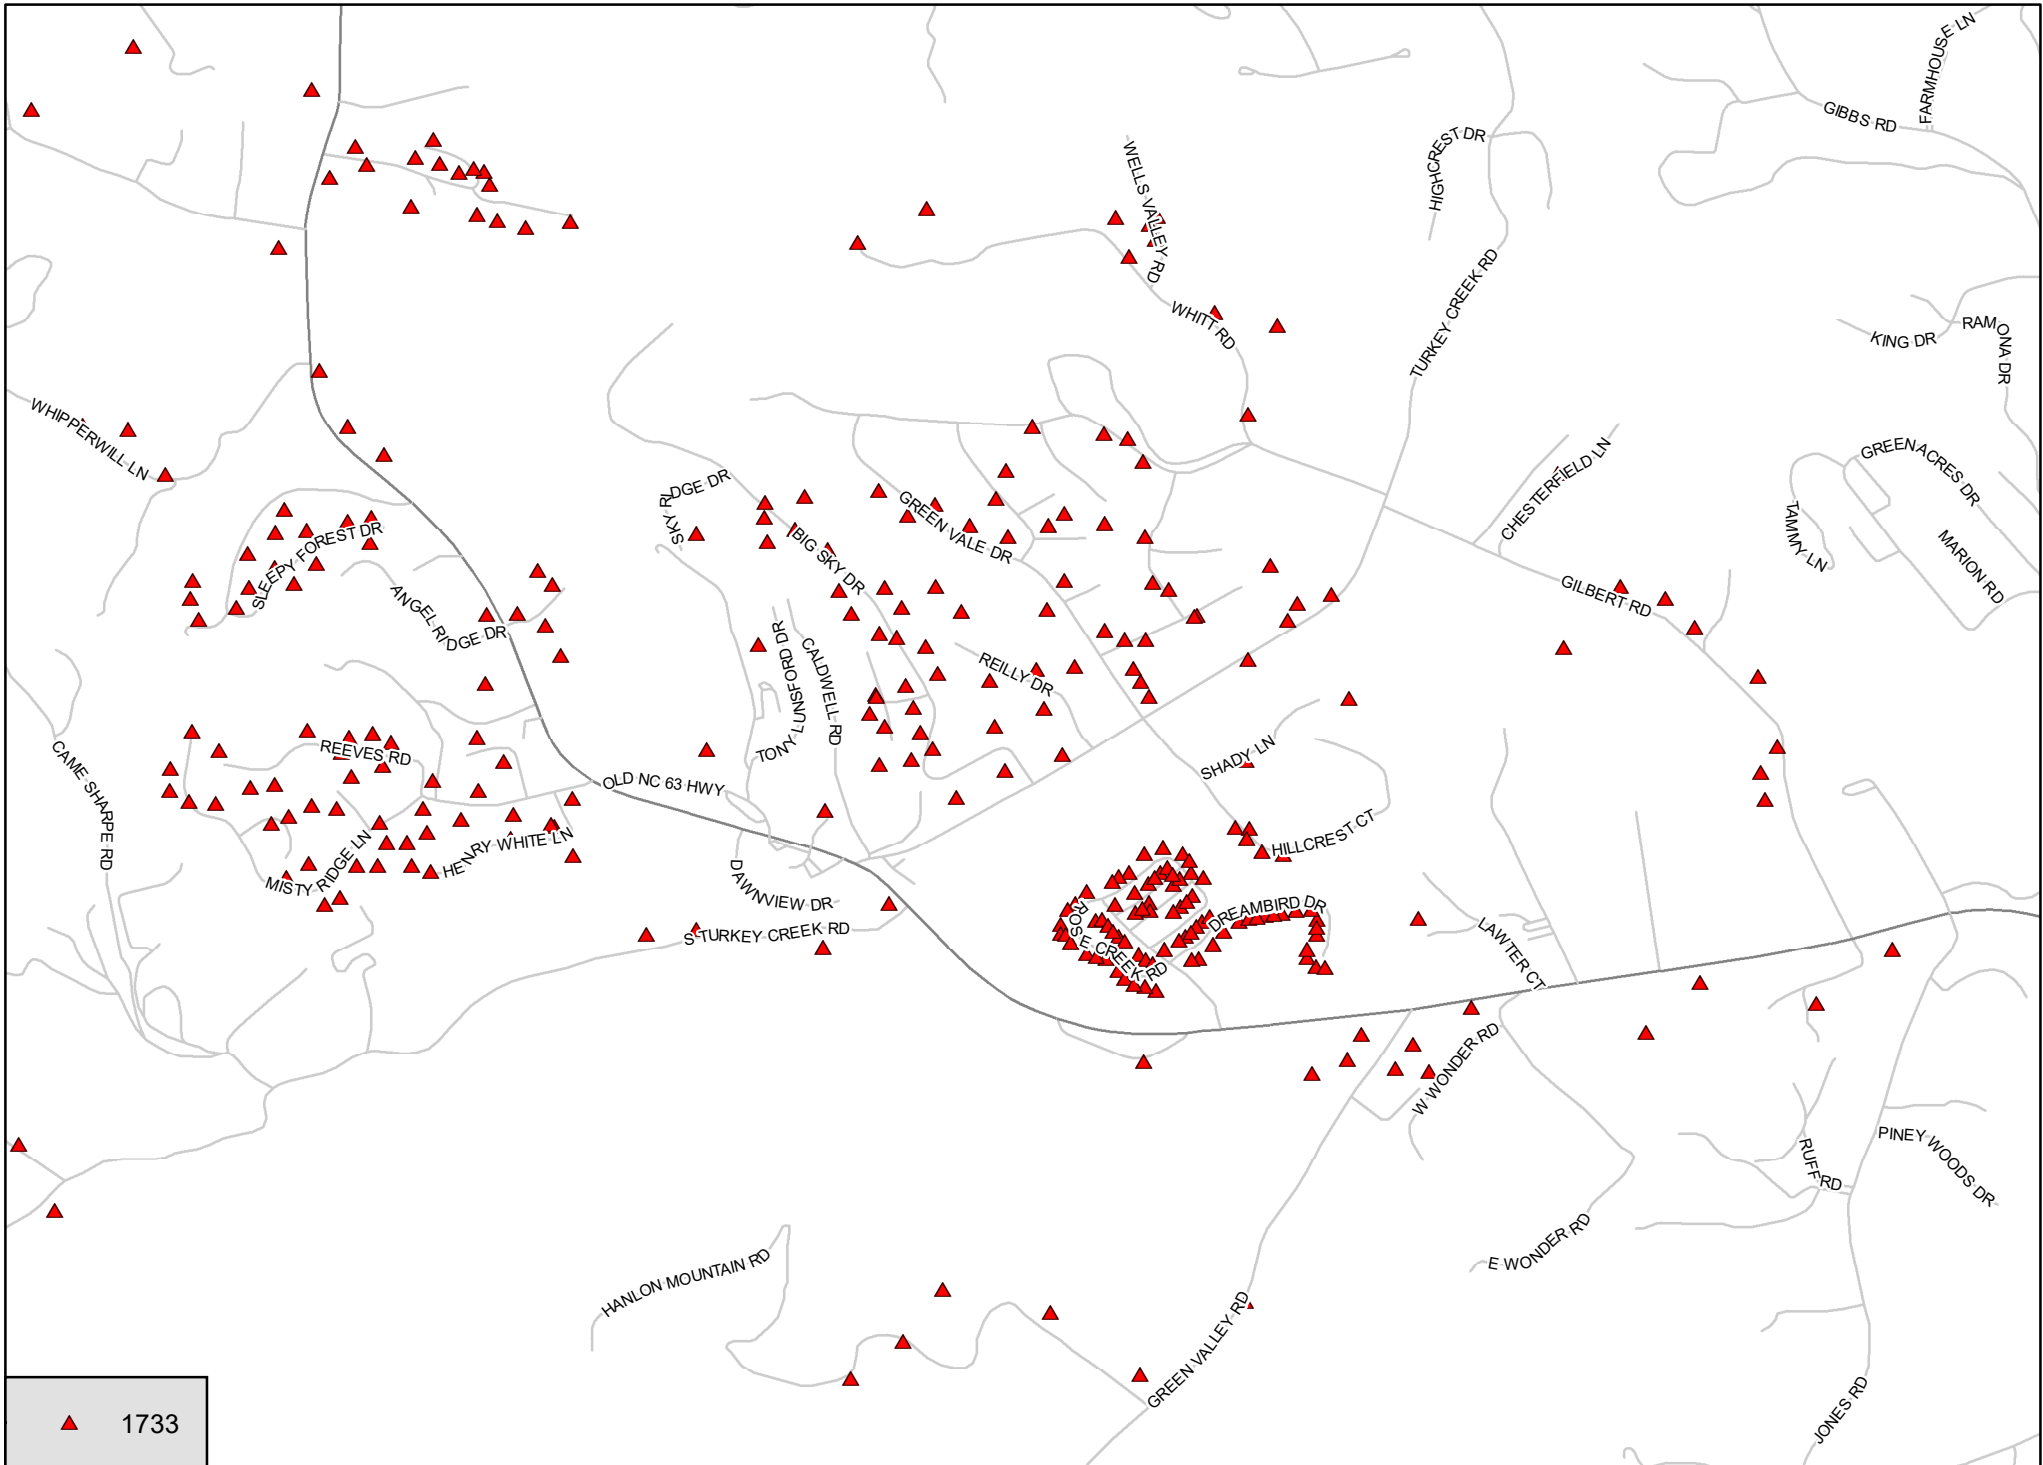 FARMHOUSE LN
GIBBS RD
HIGHCREST DR
WELLS VALLEY RD
TURKEY CREEK RD
WHITT RD
KING DR
RAMONA DR
WHIPPERWILL LN
GREENACRES DR
CHESTERFIELD LN
SKY RIDGE DR
GREEN VALE DR
TAMMY LN
MARION RD
SLEEPY FOREST DR
BIG SKY DR
GILBERT RD
ANGEL RIDGE DR
TONY LUNSFORD DR
CALDWELL RD
REILLY DR
REEVES RD
CAME SHARPE RD
SHADY LN
OLD NC 63 HWY
HILLCREST CT
HENRY WHITE LN
MISTY RIDGE LN
DAWNVIEW DR
DREAMBIRD DR
ROSE CREEK RD
S TURKEY CREEK RD
LAWTER CT
W WONDER RD
PINEY WOODS DR
RUFF RD
E WONDER RD
HANLON MOUNTAIN RD
GREEN VALLEY RD
JONES RD
1733